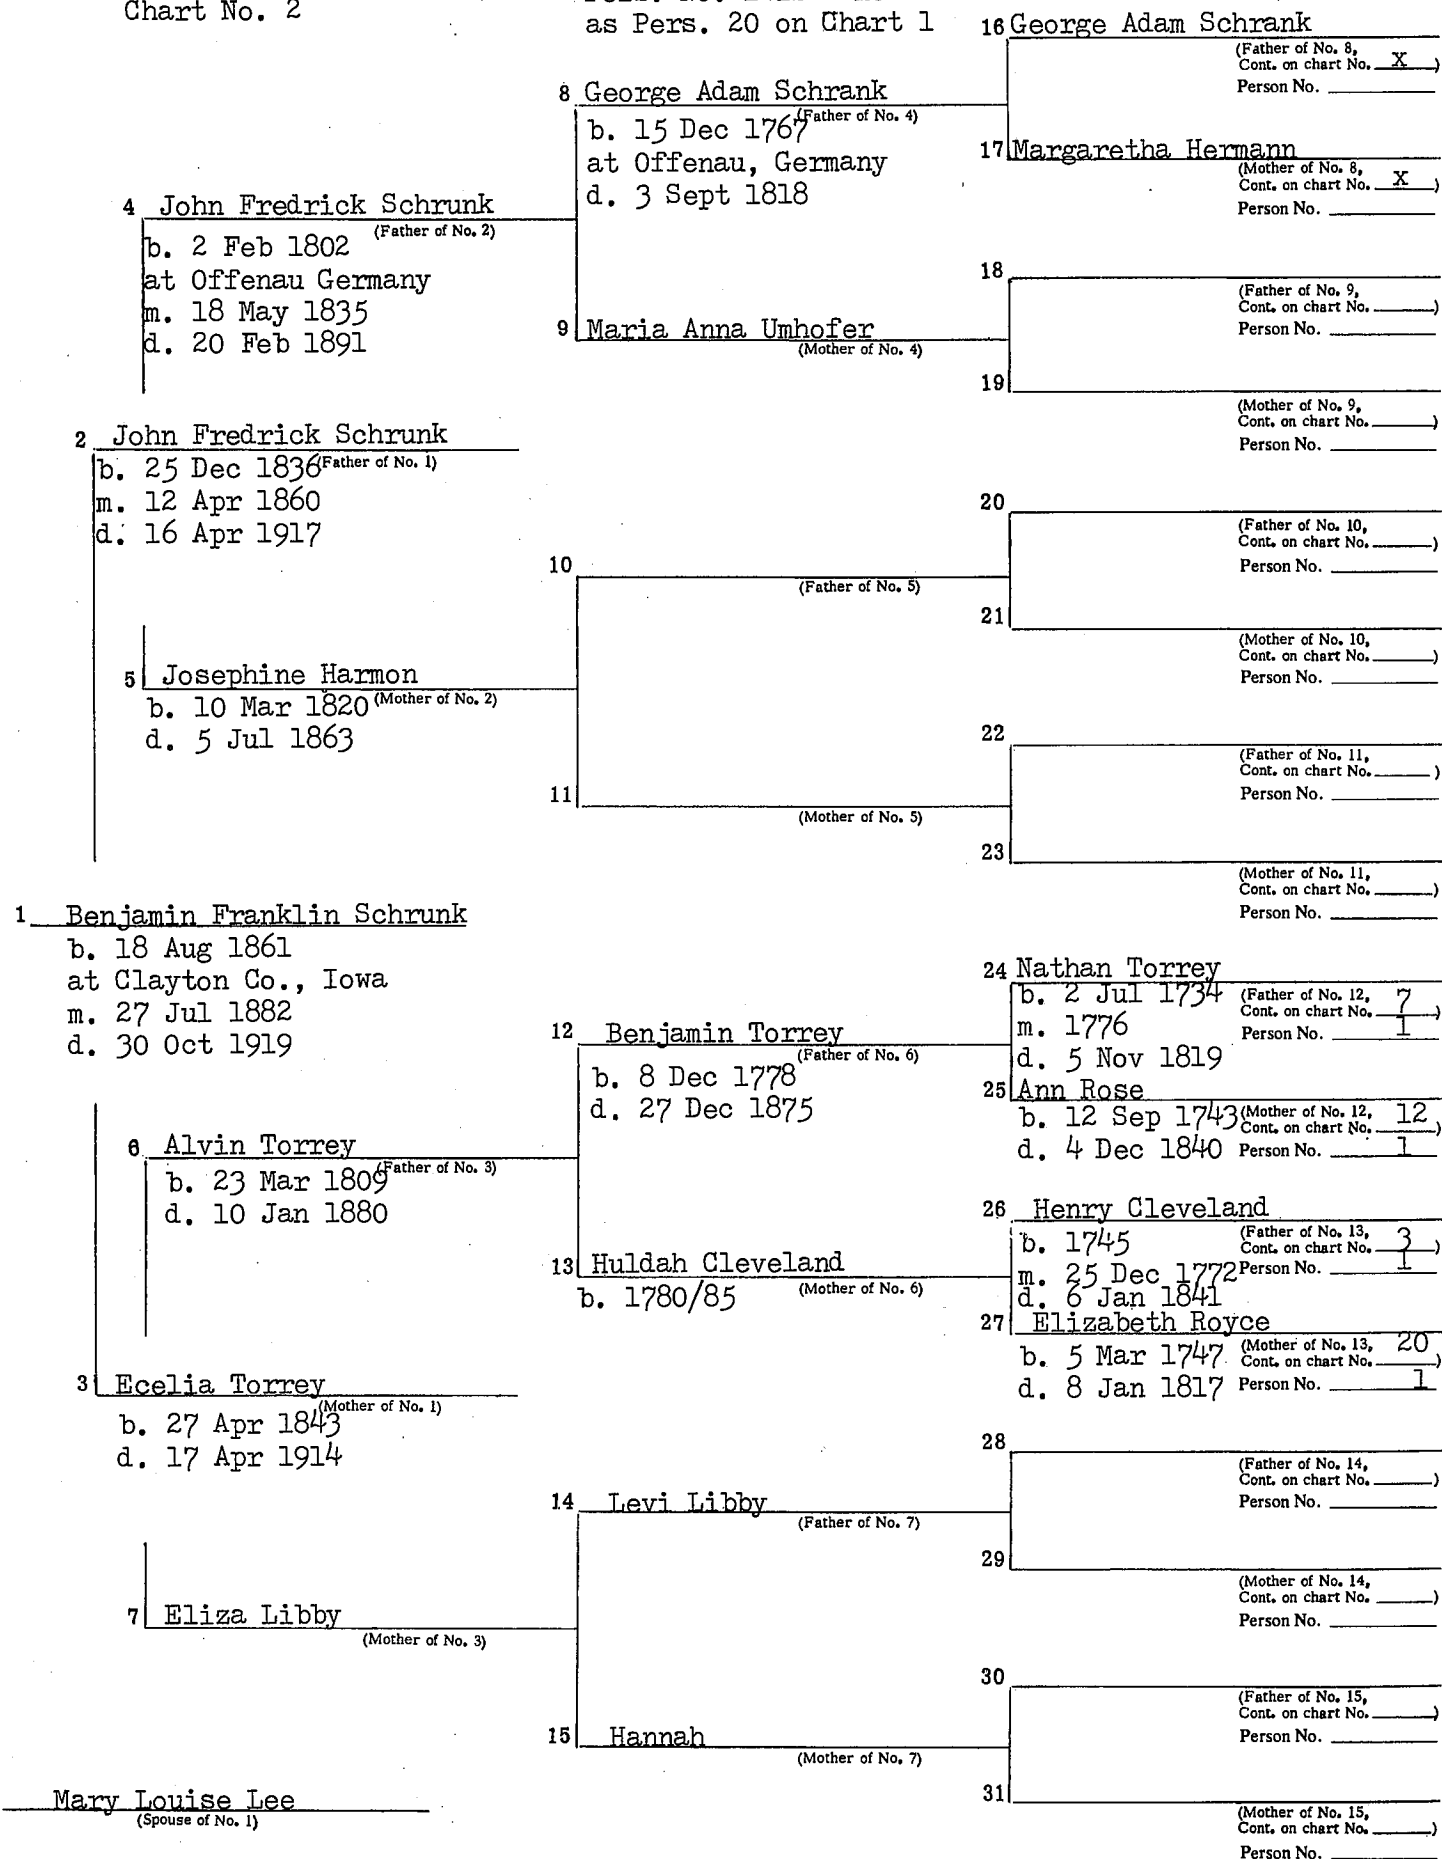 Chart No. 2
as Pers. 20 on Chart 1
16 George Adam Schrank
(Father of No. 8,
Cont. on chart No. X )
Person No.
8 George Adam Schrank
(Father of No. 4)
b. 15 Dec 1767
at Offenau, Germany
d. 3 Sept 1818
17 Margaretha Hermann
(Mother of No. 8,
Cont. on chart No. X )
Person No.
4 John Fredrick Schrunk
(Father of No. 2)
b. 2 Feb 1802
at Offenau Germany
m. 18 May 1835
d. 20 Feb 1891
18
(Father of No. 9,
Cont. on chart No. )
Person No.
9 Maria Anna Umhofer
(Mother of No. 4)
19
(Mother of No. 9,
Cont. on chart No. )
Person No.
2 John Fredrick Schrunk
(Father of No. 1)
b. 25 Dec 1836
m. 12 Apr 1860
d. 16 Apr 1917
20
(Father of No. 10,
Cont. on chart No. )
Person No.
10
(Father of No. 5)
21
(Mother of No. 10,
Cont. on chart No. )
Person No.
5 Josephine Harmon
(Mother of No. 2)
b. 10 Mar 1820
d. 5 Jul 1863
22
(Father of No. 11,
Cont. on chart No. )
Person No.
11
(Mother of No. 5)
23
(Mother of No. 11,
Cont. on chart No. )
Person No.
1 Benjamin Franklin Schrunk
b. 18 Aug 1861
at Clayton Co., Iowa
m. 27 Jul 1882
d. 30 Oct 1919
24 Nathan Torrey
b. 2 Jul 1734
m. 1776
d. 5 Nov 1819
(Father of No. 12,
Cont. on chart No. 7 )
Person No. 1
12 Benjamin Torrey
(Father of No. 6)
b. 8 Dec 1778
d. 27 Dec 1875
25 Ann Rose
b. 12 Sep 1743
d. 4 Dec 1840
(Mother of No. 12,
Cont. on chart No. 12 )
Person No. 1
6 Alvin Torrey
(Father of No. 3)
b. 23 Mar 1809
d. 10 Jan 1880
26 Henry Cleveland
b. 1745
m. 25 Dec 1772
d. 6 Jan 1841
(Father of No. 13,
Cont. on chart No. 3 )
Person No. 1
13 Huldah Cleveland
(Mother of No. 6)
b. 1780/85
27 Elizabeth Royce
b. 5 Mar 1747
d. 8 Jan 1817
(Mother of No. 13,
Cont. on chart No. 20 )
Person No. 1
3 Ecelia Torrey
(Mother of No. 1)
b. 27 Apr 1843
d. 17 Apr 1914
28
(Father of No. 14,
Cont. on chart No. )
Person No.
14 Levi Libby
(Father of No. 7)
29
(Mother of No. 14,
Cont. on chart No. )
Person No.
7 Eliza Libby
(Mother of No. 3)
30
(Father of No. 15,
Cont. on chart No. )
Person No.
15 Hannah
(Mother of No. 7)
31
(Mother of No. 15,
Cont. on chart No. )
Person No.
Mary Louise Lee
(Spouse of No. 1)